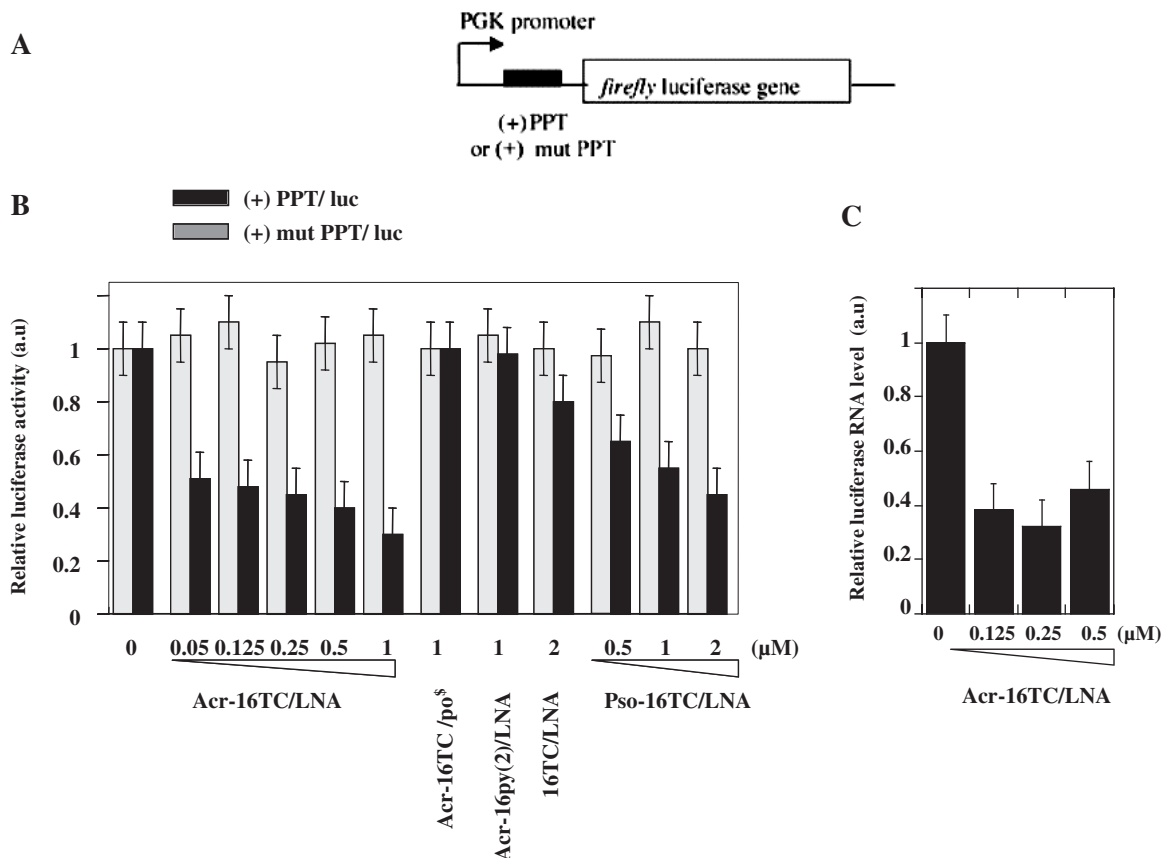 A
PGK promoter
firefly luciferase gene
(+) PPT
or (+) mut PPT
B
(+) PPT/ luc
(+) mut PPT/ luc
Relative luciferase activity (a.u)
1
0.8
0.6
0.4
0.2
0
0 0.05 0.125 0.25 0.5 1 1 1 2 0.5 1 2 (µM)
Acr-16TC/LNA
Acr-16TC /po$
Acr-16py(2)/LNA
16TC/LNA
Pso-16TC/LNA
C
Relative luciferase RNA level (a.u)
1
0.8
0.6
0.4
0.2
0
0 0.125 0.25 0.5 (µM)
Acr-16TC/LNA